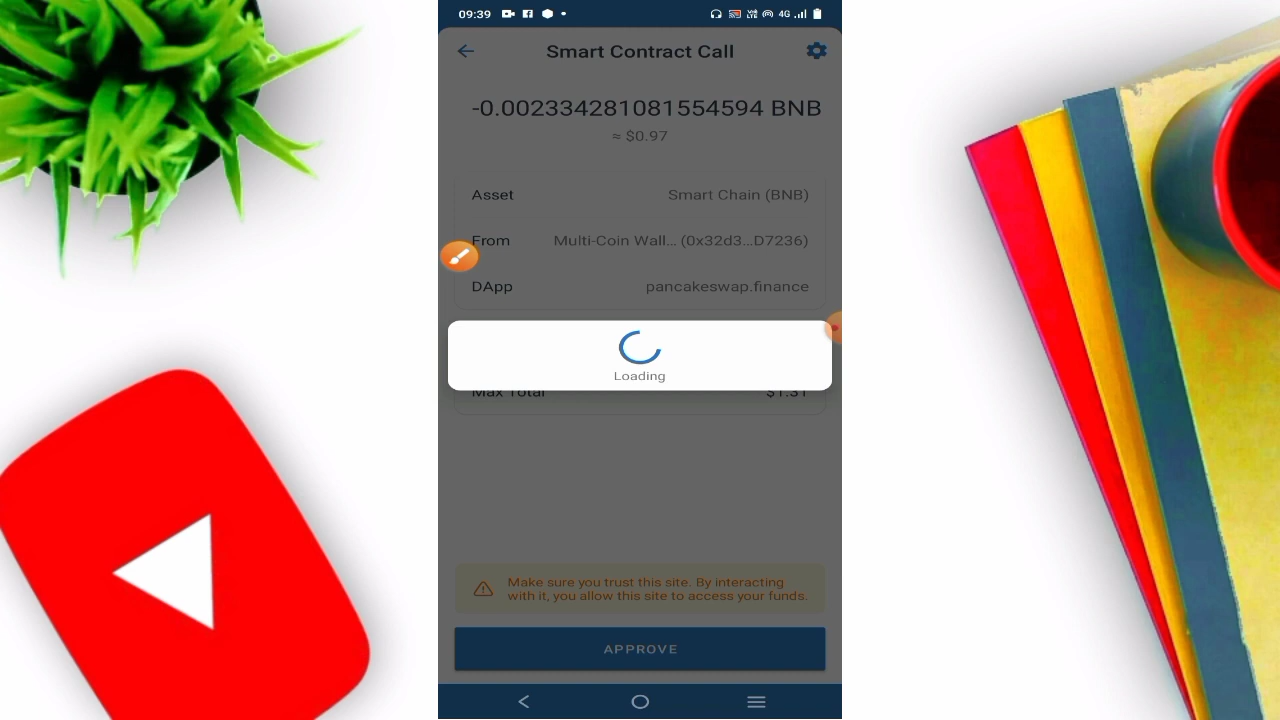 09:39
4G
Smart Contract Call
-0.002334281081554594 BNB
≈ $0.97
Asset Smart Chain (BNB)
From Multi-Coin Wall... (0x32d3...D7236)
DApp pancakeswap.finance
Loading
Max Total $1.31
Make sure you trust this site. By interacting
with it, you allow this site to access your funds.
APPROVE